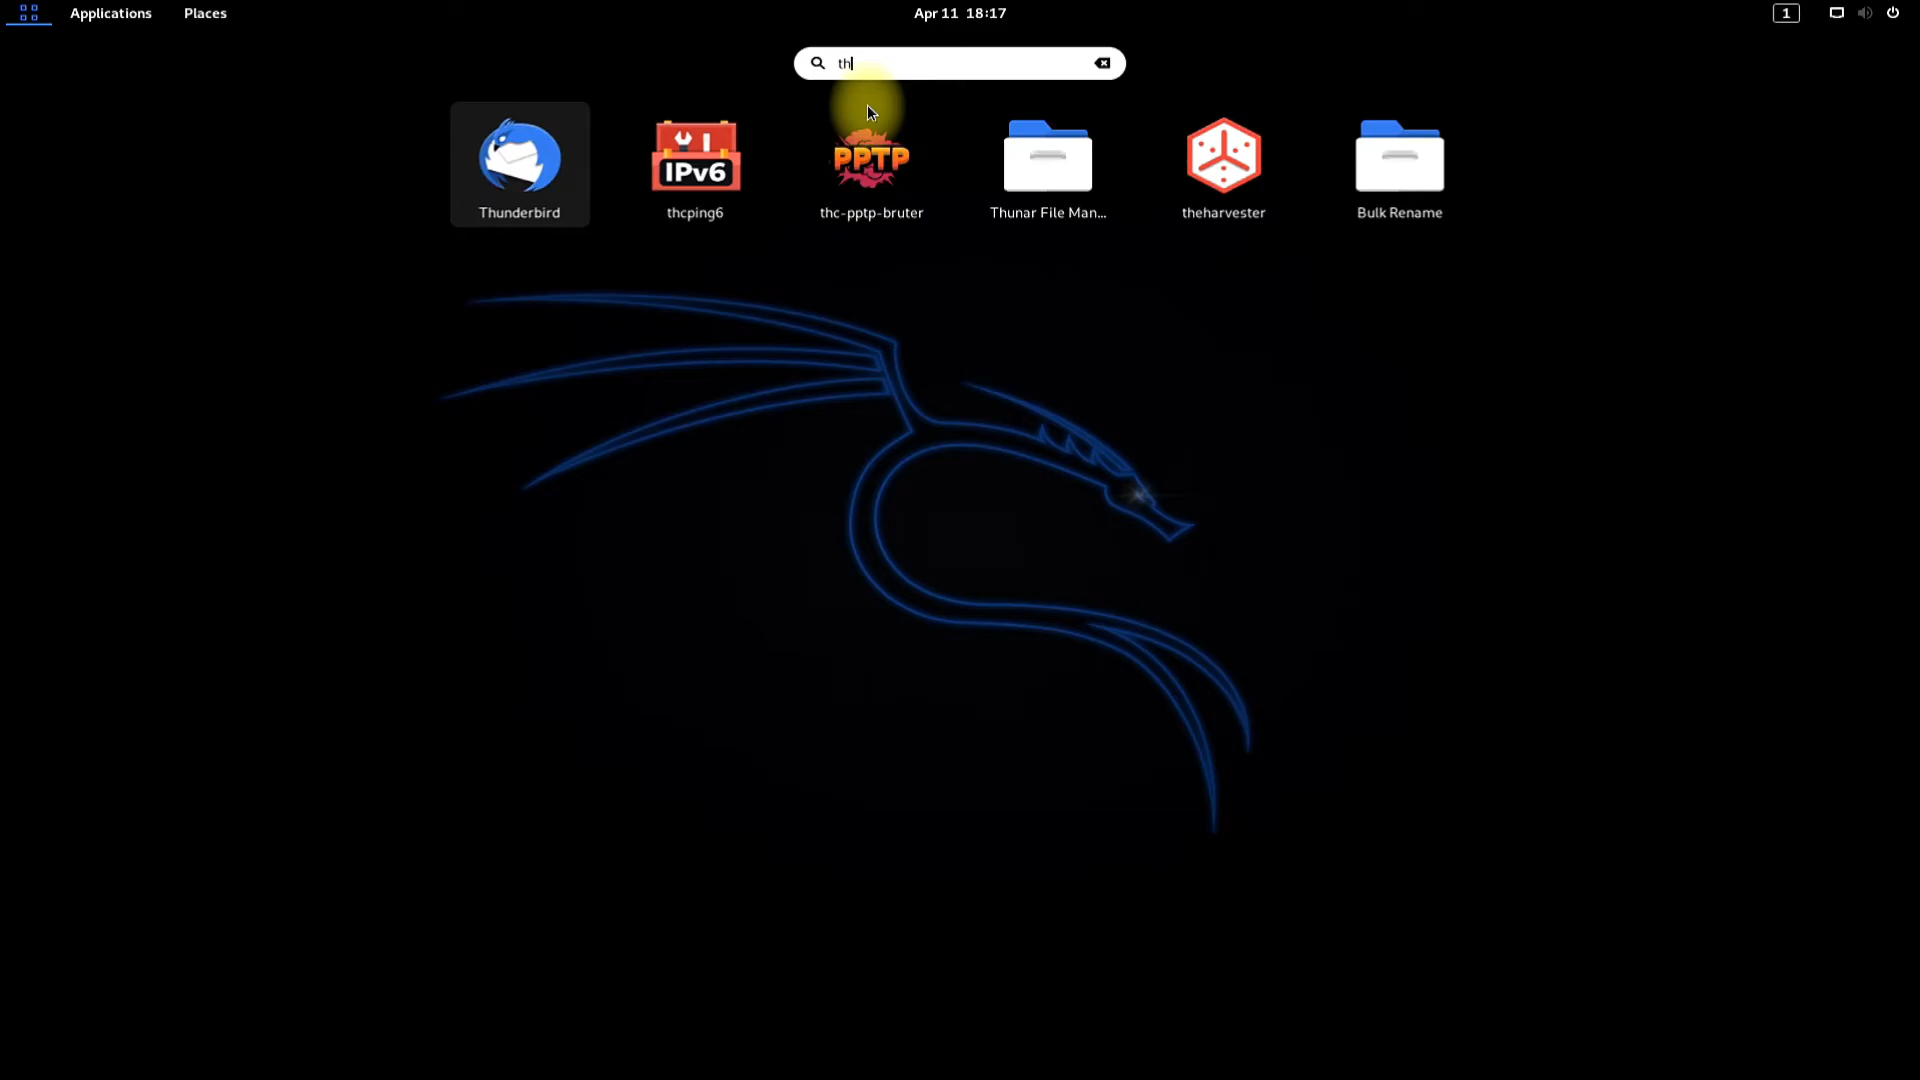 Applications Places Apr 11 18:17 1
th
IPv6
PPTP
Thunderbird thcping6 thc-pptp-bruter Thunar File Man... theharvester Bulk Rename